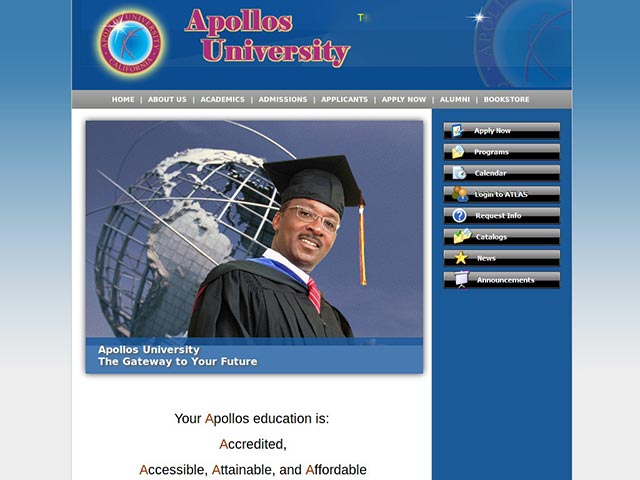 Apollos
University
T
APOLLOS UNIVERSITY
CALIFORNIA
HOME | ABOUT US | ACADEMICS | ADMISSIONS | APPLICANTS | APPLY NOW | ALUMNI | BOOKSTORE
Apply Now
Programs
Calendar
Login to ATLAS
Request Info
Catalogs
News
Announcements
Apollos University
The Gateway to Your Future
Your Apollos education is:
Accredited,
Accessible, Attainable, and Affordable